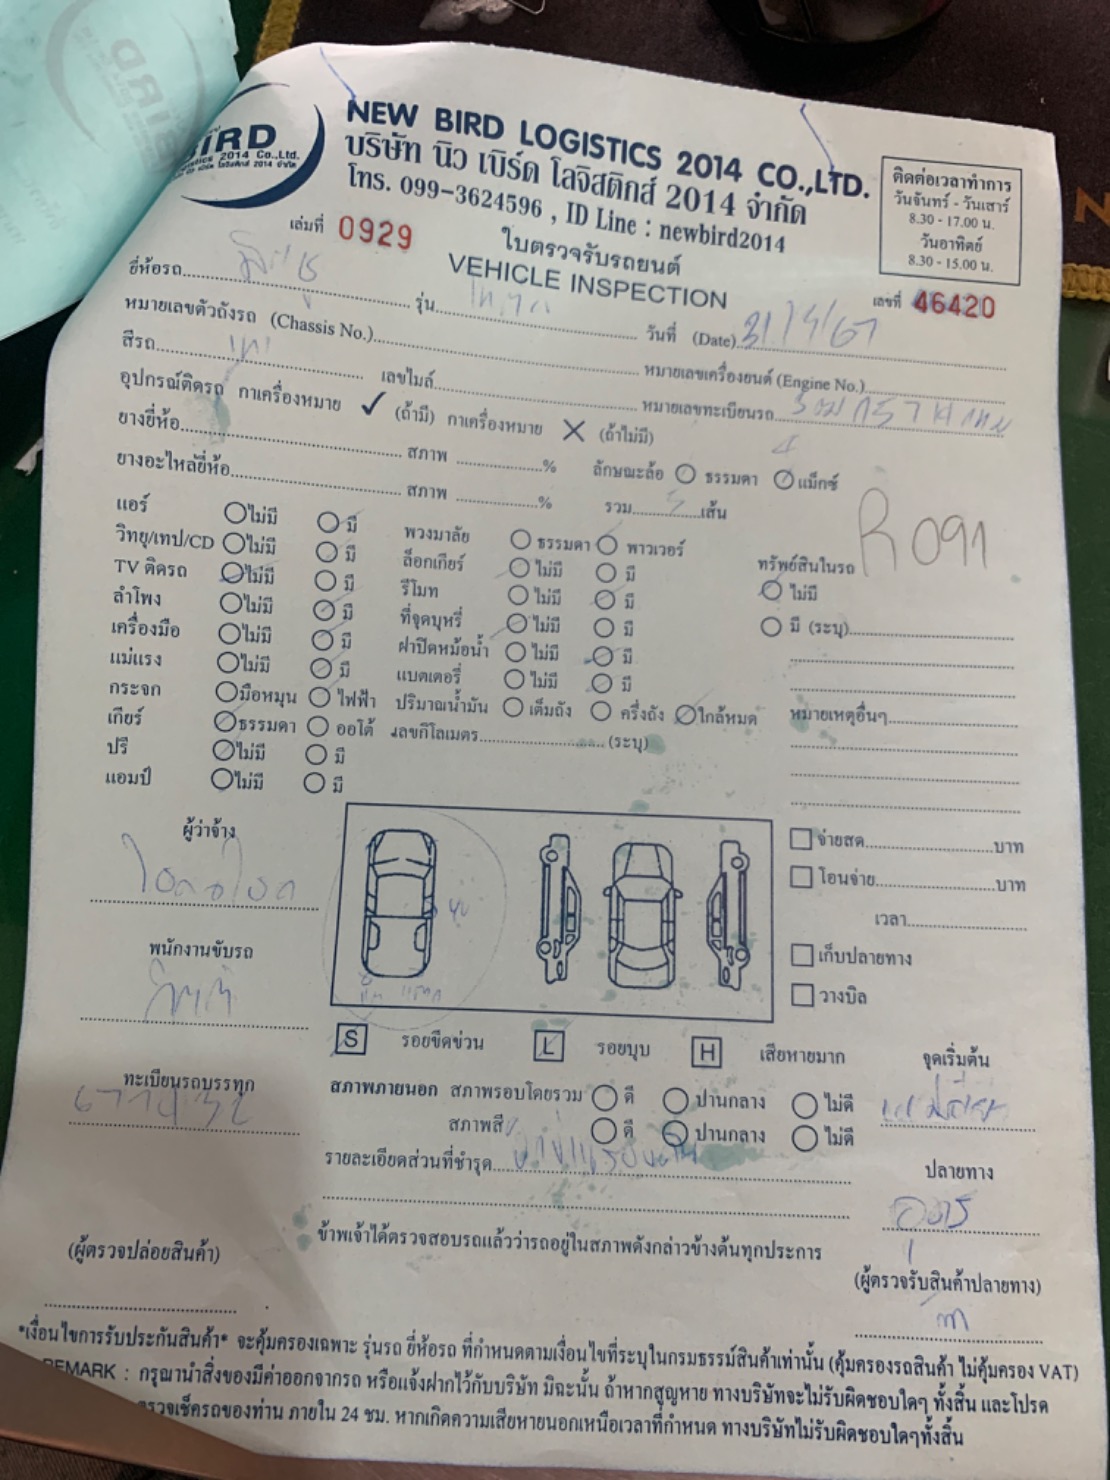 BIRD
NEW BIRD LOGISTICS 2014 CO.,LTD.
บริษัท นิว เบิร์ด โลจิสติกส์ 2014 จำกัด
โทร. 099-3624596 , ID Line : newbird2014
ติดต่อเวลาทำการ
วันจันทร์ - วันเสาร์
8.30 - 17.00 น.
วันอาทิตย์
8.30 - 15.00 น.
เล่มที่ 0929
ใบตรวจรับรถยนต์
VEHICLE INSPECTION
เลขที่ 46420
ยี่ห้อรถ รุ่น วันที่ (Date)
หมายเลขตัวถังรถ (Chassis No.) หมายเลขเครื่องยนต์ (Engine No.)
สีรถ เลขไมล์ หมายเลขทะเบียนรถ
อุปกรณ์ติดรถ กาเครื่องหมาย ✓ (ถ้ามี) กาเครื่องหมาย ✕ (ถ้าไม่มี)
ยางยี่ห้อ สภาพ % ลักษณะล้อ ธรรมดา แม็กซ์
ยางอะไหล่ยี่ห้อ สภาพ % รวม เส้น
R091
แอร์ ไม่มี มี พวงมาลัย ธรรมดา พาวเวอร์
วิทยุ/เทป/CD ไม่มี มี ล็อกเกียร์ ไม่มี มี ทรัพย์สินในรถ
TV ติดรถ ไม่มี มี รีโมท ไม่มี มี ไม่มี
ลำโพง ไม่มี มี ที่จุดบุหรี่ ไม่มี มี มี (ระบุ)
เครื่องมือ ไม่มี มี ฝาปิดหม้อน้ำ ไม่มี มี
แม่แรง ไม่มี มี แบตเตอรี่ ไม่มี มี
กระจก มือหมุน ไฟฟ้า ปริมาณน้ำมัน เต็มถัง ครึ่งถัง ใกล้หมด หมายเหตุอื่นๆ
เกียร์ ธรรมดา ออโต้ เลขกิโลเมตร (ระบุ)
ปรี ไม่มี มี
แอมป์ ไม่มี มี
ผู้ว่าจ้าง
จ่ายสด บาท
โอนจ่าย บาท
เวลา
พนักงานขับรถ
เก็บปลายทาง
วางบิล
S รอยขีดข่วน L รอยบุบ H เสียหายมาก จุดเริ่มต้น
ทะเบียนรถบรรทุก
สภาพภายนอก สภาพรอบโดยรวม ดี ปานกลาง ไม่ดี
สภาพสี ดี ปานกลาง ไม่ดี
รายละเอียดส่วนที่ชำรุด
ปลายทาง
ข้าพเจ้าได้ตรวจสอบรถแล้วว่ารถอยู่ในสภาพดังกล่าวข้างต้นทุกประการ
(ผู้ตรวจปล่อยสินค้า)
(ผู้ตรวจรับสินค้าปลายทาง)
*เงื่อนไขการรับประกันสินค้า* จะคุ้มครองเฉพาะ รุ่นรถ ยี่ห้อรถ ที่กำหนดตามเงื่อนไขที่ระบุในกรมธรรม์สินค้าเท่านั้น (คุ้มครองรถสินค้า ไม่คุ้มครอง VAT)
EMARK : กรุณานำสิ่งของมีค่าออกจากรถ หรือแจ้งฝากไว้กับบริษัท มิฉะนั้น ถ้าหากสูญหาย ทางบริษัทจะไม่รับผิดชอบใดๆ ทั้งสิ้น และโปรด
ตรวจเช็ครถของท่าน ภายใน 24 ชม. หากเกิดความเสียหายนอกเหนือเวลาที่กำหนด ทางบริษัทไม่รับผิดชอบใดๆทั้งสิ้น